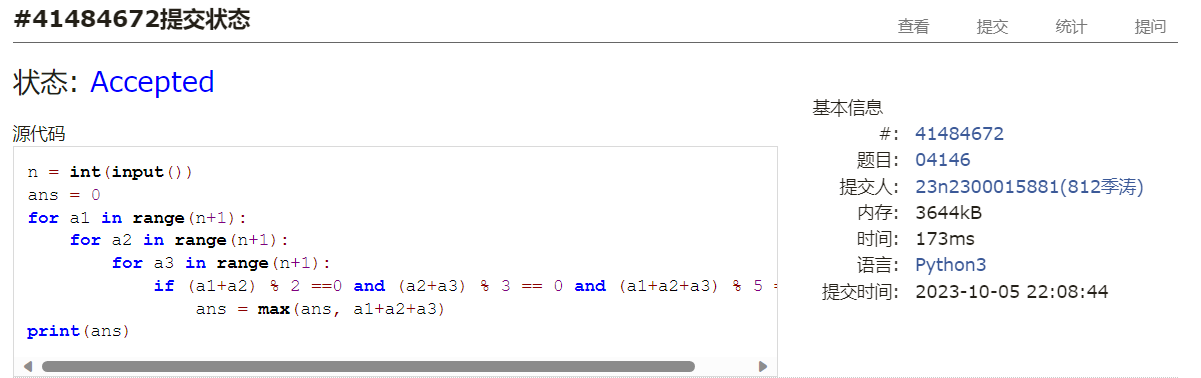 #41484672提交状态
查看 提交 统计 提问
状态: Accepted
源代码
n = int(input())
ans = 0
for a1 in range(n+1):
    for a2 in range(n+1):
        for a3 in range(n+1):
            if (a1+a2) % 2 ==0 and (a2+a3) % 3 == 0 and (a1+a2+a3) % 5 =
                ans = max(ans, a1+a2+a3)
print(ans)
基本信息
#: 41484672
题目: 04146
提交人: 23n2300015881(812季涛)
内存: 3644kB
时间: 173ms
语言: Python3
提交时间: 2023-10-05 22:08:44